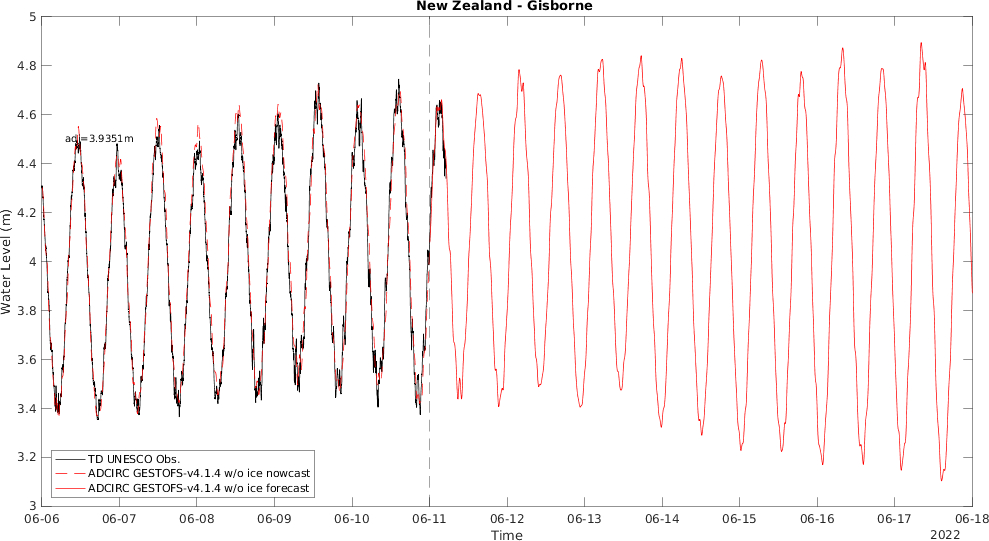 New Zealand - Gisborne
Water Level (m)
5
4.8
4.6
4.4
4.2
4
3.8
3.6
3.4
3.2
3
adj=3.9351m
TD UNESCO Obs.
ADCIRC GESTOFS-v4.1.4 w/o ice nowcast
ADCIRC GESTOFS-v4.1.4 w/o ice forecast
06-06 06-07 06-08 06-09 06-10 06-11 06-12 06-13 06-14 06-15 06-16 06-17 06-18
Time
2022